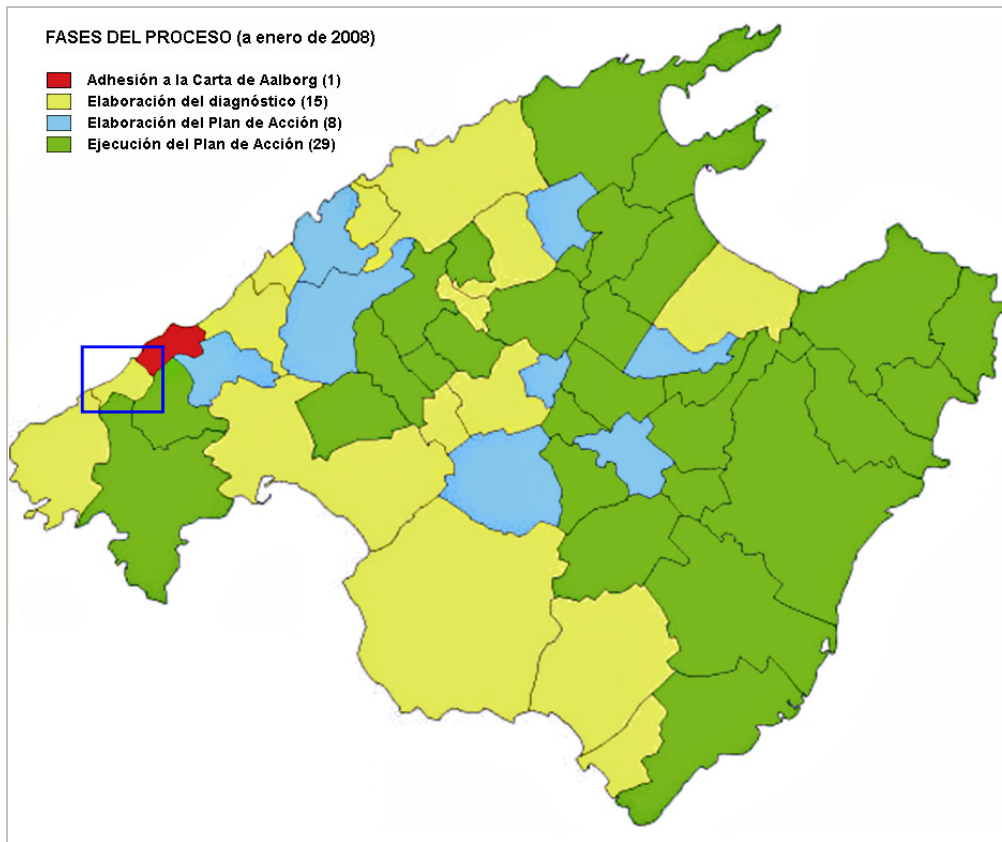 FASES DEL PROCESO (a enero de 2008)
Adhesión a la Carta de Aalborg (1)
Elaboración del diagnóstico (15)
Elaboración del Plan de Acción (8)
Ejecución del Plan de Acción (29)